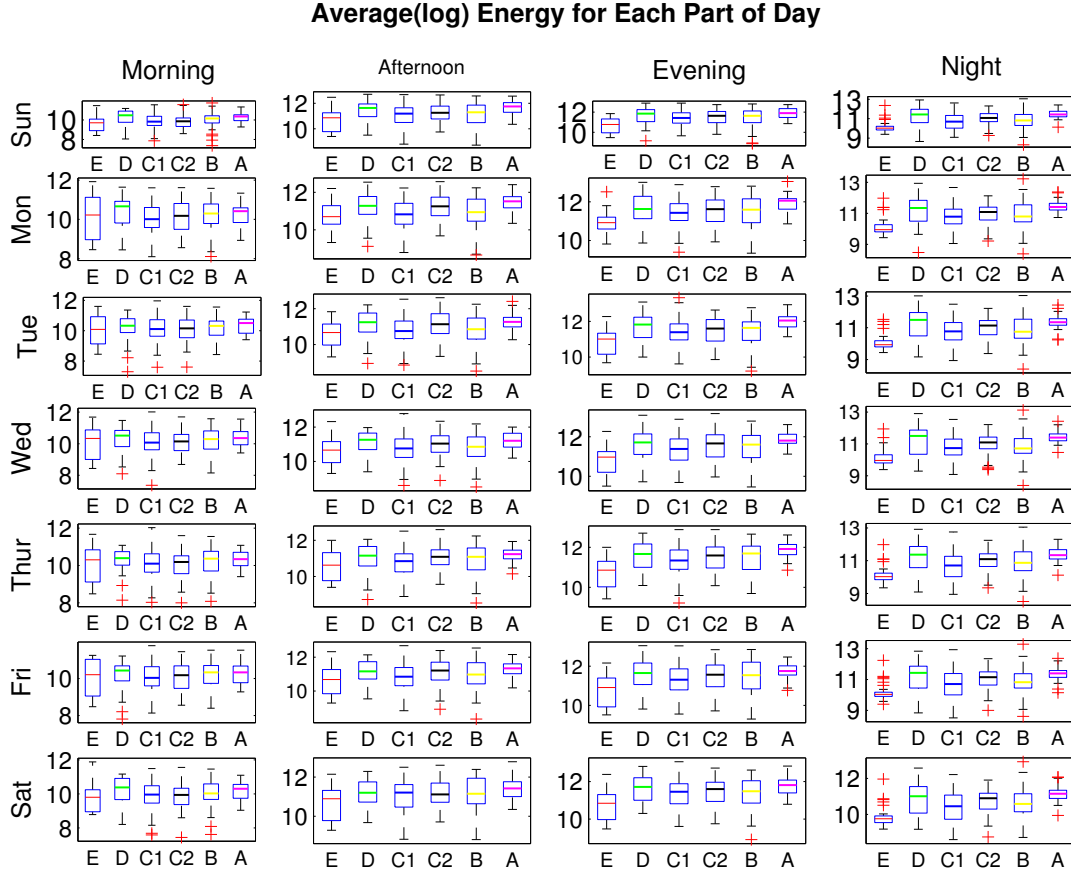 Average(log) Energy for Each Part of Day
Morning Afternoon Evening Night
Sun
10 8
12 10
12 10
13 11 9
E D C1 C2 B A E D C1 C2 B A E D C1 C2 B A E D C1 C2 B A
Mon
12 10 8
12 10
12 10
13 11 9
E D C1 C2 B A E D C1 C2 B A E D C1 C2 B A E D C1 C2 B A
Tue
12 10 8
12 10
12 10
13 11 9
E D C1 C2 B A E D C1 C2 B A E D C1 C2 B A E D C1 C2 B A
Wed
12 10 8
12 10
12 10
13 11 9
E D C1 C2 B A E D C1 C2 B A E D C1 C2 B A E D C1 C2 B A
Thur
12 10 8
12 10
12 10
13 11 9
E D C1 C2 B A E D C1 C2 B A E D C1 C2 B A E D C1 C2 B A
Fri
10 8
12 10
12 10
13 11 9
E D C1 C2 B A E D C1 C2 B A E D C1 C2 B A E D C1 C2 B A
Sat
12 10 8
12 10
12 10
12 10
E D C1 C2 B A E D C1 C2 B A E D C1 C2 B A E D C1 C2 B A